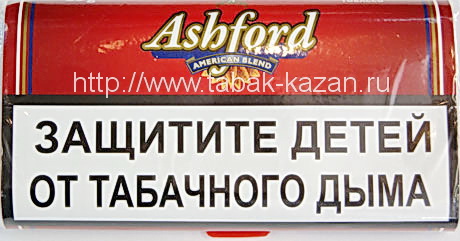 Ashford
AMERICAN BLEND
http://www.tabak-kazan.ru
ЗАЩИТИТЕ ДЕТЕЙ
ОТ ТАБАЧНОГО ДЫМА